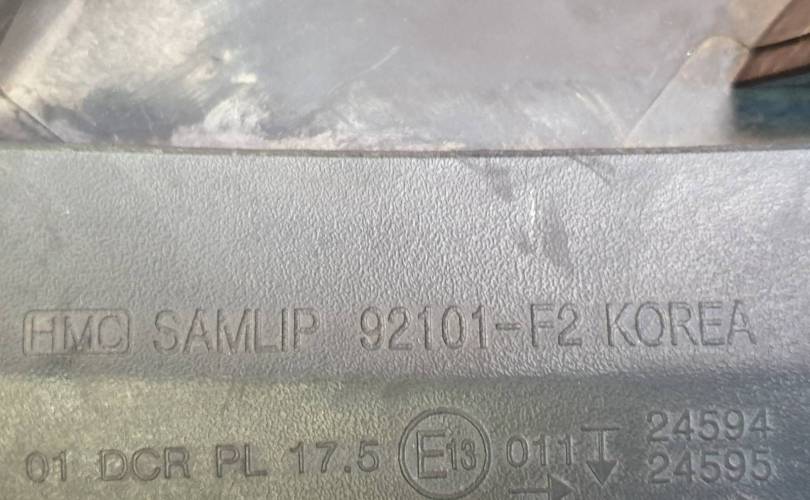 HMC SAMLIP 92101-F2 KOREA
01 DCR PL 17.5 E13 011 24594
24595